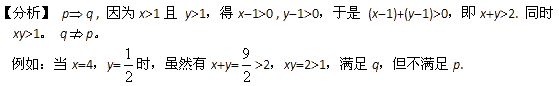 【分析】 p⇒q , 因为 x>1 且 y>1，得 x−1>0 , y−1>0，于是 (x−1)+(y−1)>0，即 x+y>2. 同时
xy>1。 q⇏p。
例如：当 x=4，y=1/2 时，虽然有 x+y=9/2 >2，xy=2>1，满足 q，但不满足 p.